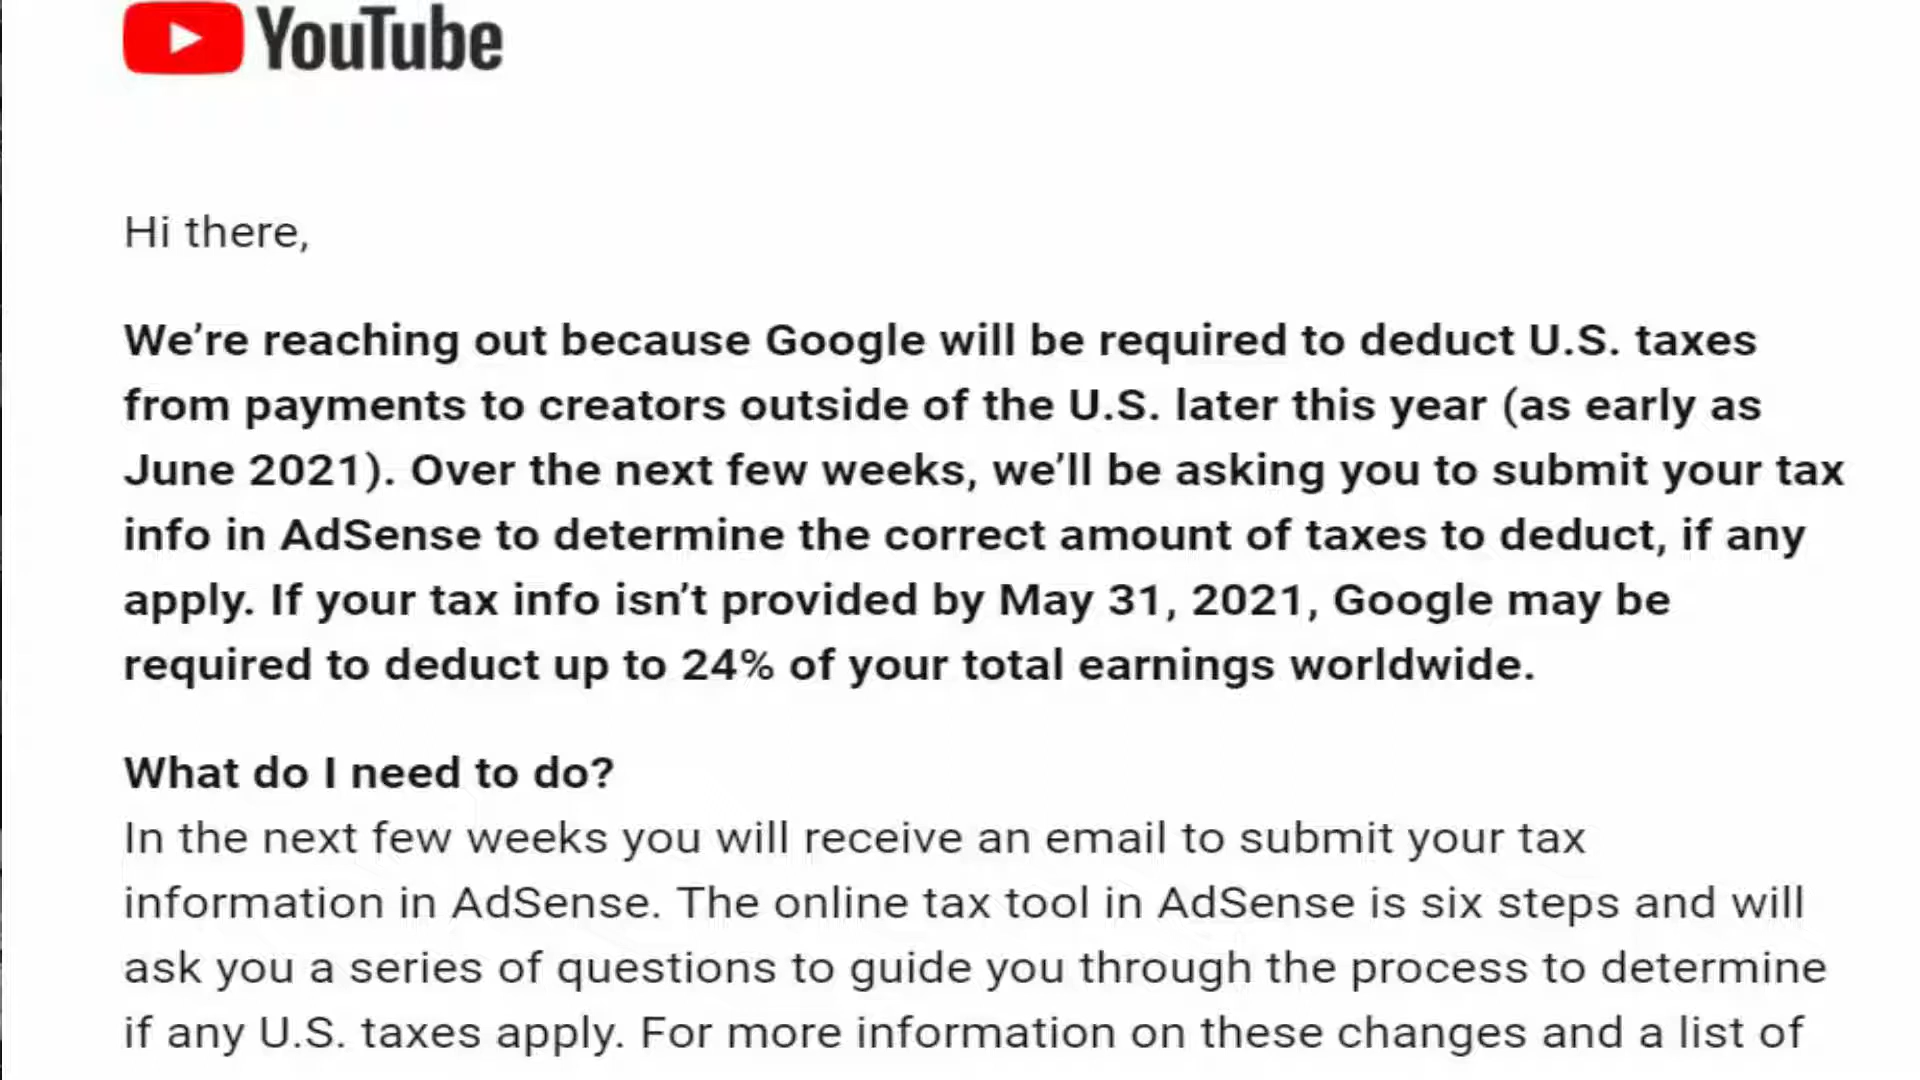 YouTube
Hi there,
We’re reaching out because Google will be required to deduct U.S. taxes
from payments to creators outside of the U.S. later this year (as early as
June 2021). Over the next few weeks, we’ll be asking you to submit your tax
info in AdSense to determine the correct amount of taxes to deduct, if any
apply. If your tax info isn’t provided by May 31, 2021, Google may be
required to deduct up to 24% of your total earnings worldwide.
What do I need to do?
In the next few weeks you will receive an email to submit your tax
information in AdSense. The online tax tool in AdSense is six steps and will
ask you a series of questions to guide you through the process to determine
if any U.S. taxes apply. For more information on these changes and a list of